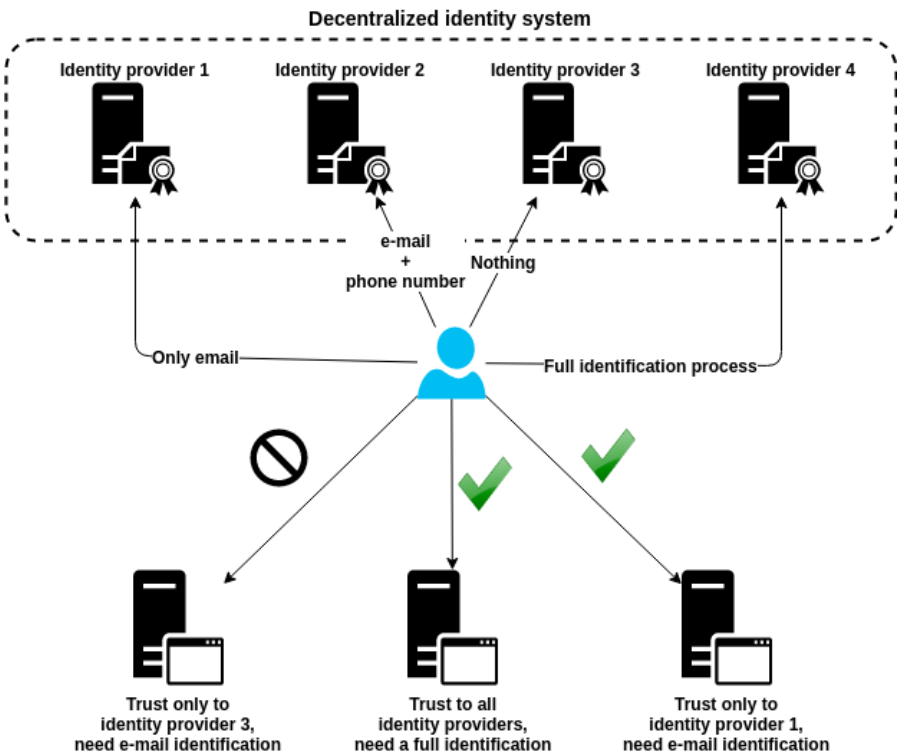 Decentralized identity system
Identity provider 1
Identity provider 2
Identity provider 3
Identity provider 4
e-mail
+
phone number
Nothing
Only email
Full identification process
Trust only to
identity provider 3,
need e-mail identification
Trust to all
identity providers,
need a full identification
Trust only to
identity provider 1,
need e-mail identification